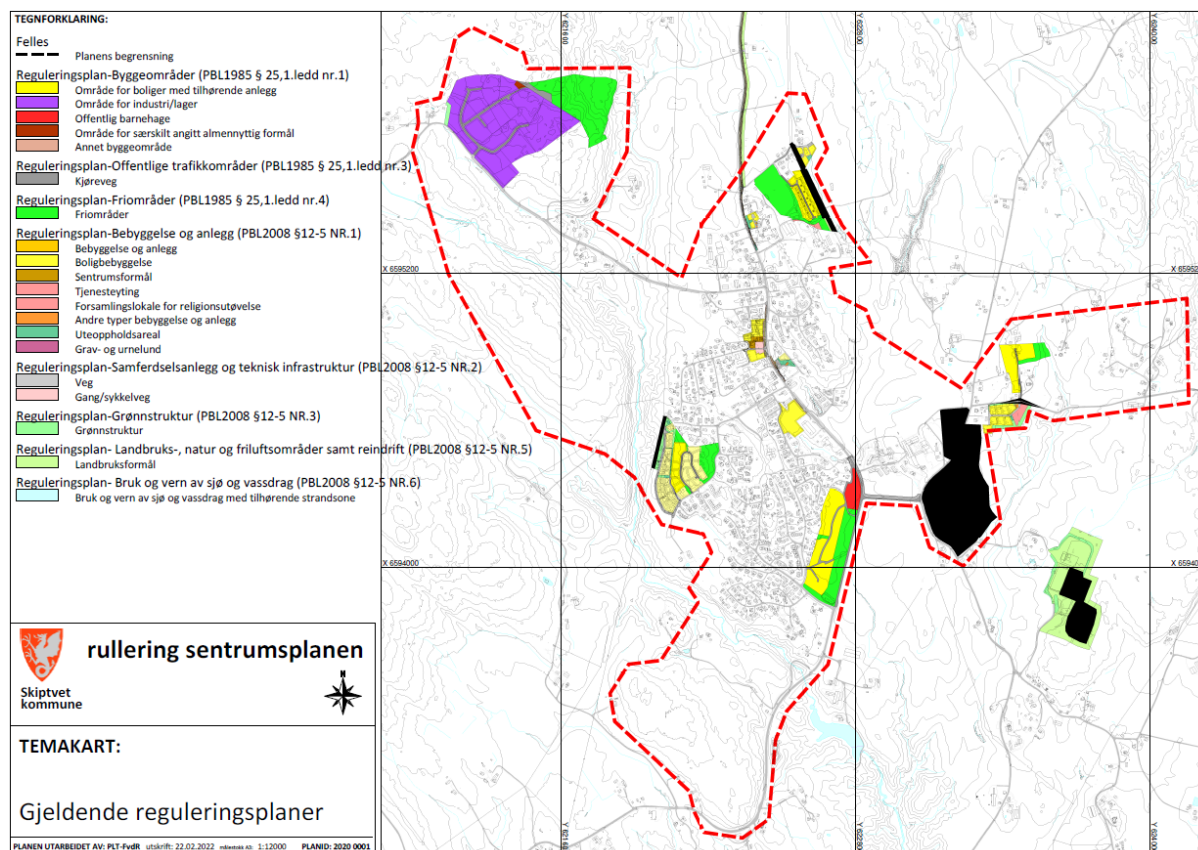 TEGNFORKLARING:
Felles
Planens begrensning
Reguleringsplan-Byggeområder (PBL1985 § 25,1.ledd nr.1)
Område for boliger med tilhørende anlegg
Område for industri/lager
Offentlig barnehage
Område for særskilt angitt almennyttig formål
Annet byggeområde
Reguleringsplan-Offentlige trafikkområder (PBL1985 § 25,1.ledd nr.3)
Kjøreveg
Reguleringsplan-Friområder (PBL1985 § 25,1.ledd nr.4)
Friområder
Reguleringsplan-Bebyggelse og anlegg (PBL2008 §12-5 NR.1)
Bebyggelse og anlegg
Boligbebyggelse
Sentrumsformål
Tjenesteyting
Forsamlingslokale for religionsutøvelse
Andre typer bebyggelse og anlegg
Uteoppholdsareal
Grav- og urnelund
Reguleringsplan-Samferdselsanlegg og teknisk infrastruktur (PBL2008 §12-5 NR.2)
Veg
Gang/sykkelveg
Reguleringsplan-Grønnstruktur (PBL2008 §12-5 NR.3)
Grønnstruktur
Reguleringsplan- Landbruks-, natur og friluftsområder samt reindrift (PBL2008 §12-5 NR.5)
Landbruksformål
Reguleringsplan- Bruk og vern av sjø og vassdrag (PBL2008 §12-5 NR.6)
Bruk og vern av sjø og vassdrag med tilhørende strandsone
X 6595200
X 6595200
X 6594000
rullering sentrumsplanen
Skiptvet
kommune
N
TEMAKART:
Gjeldende reguleringsplaner
PLANEN UTARBEIDET AV: PLT-FvdR utskrift: 22.02.2022 målestokk A3: 1:12000 PLANID: 2020 0001